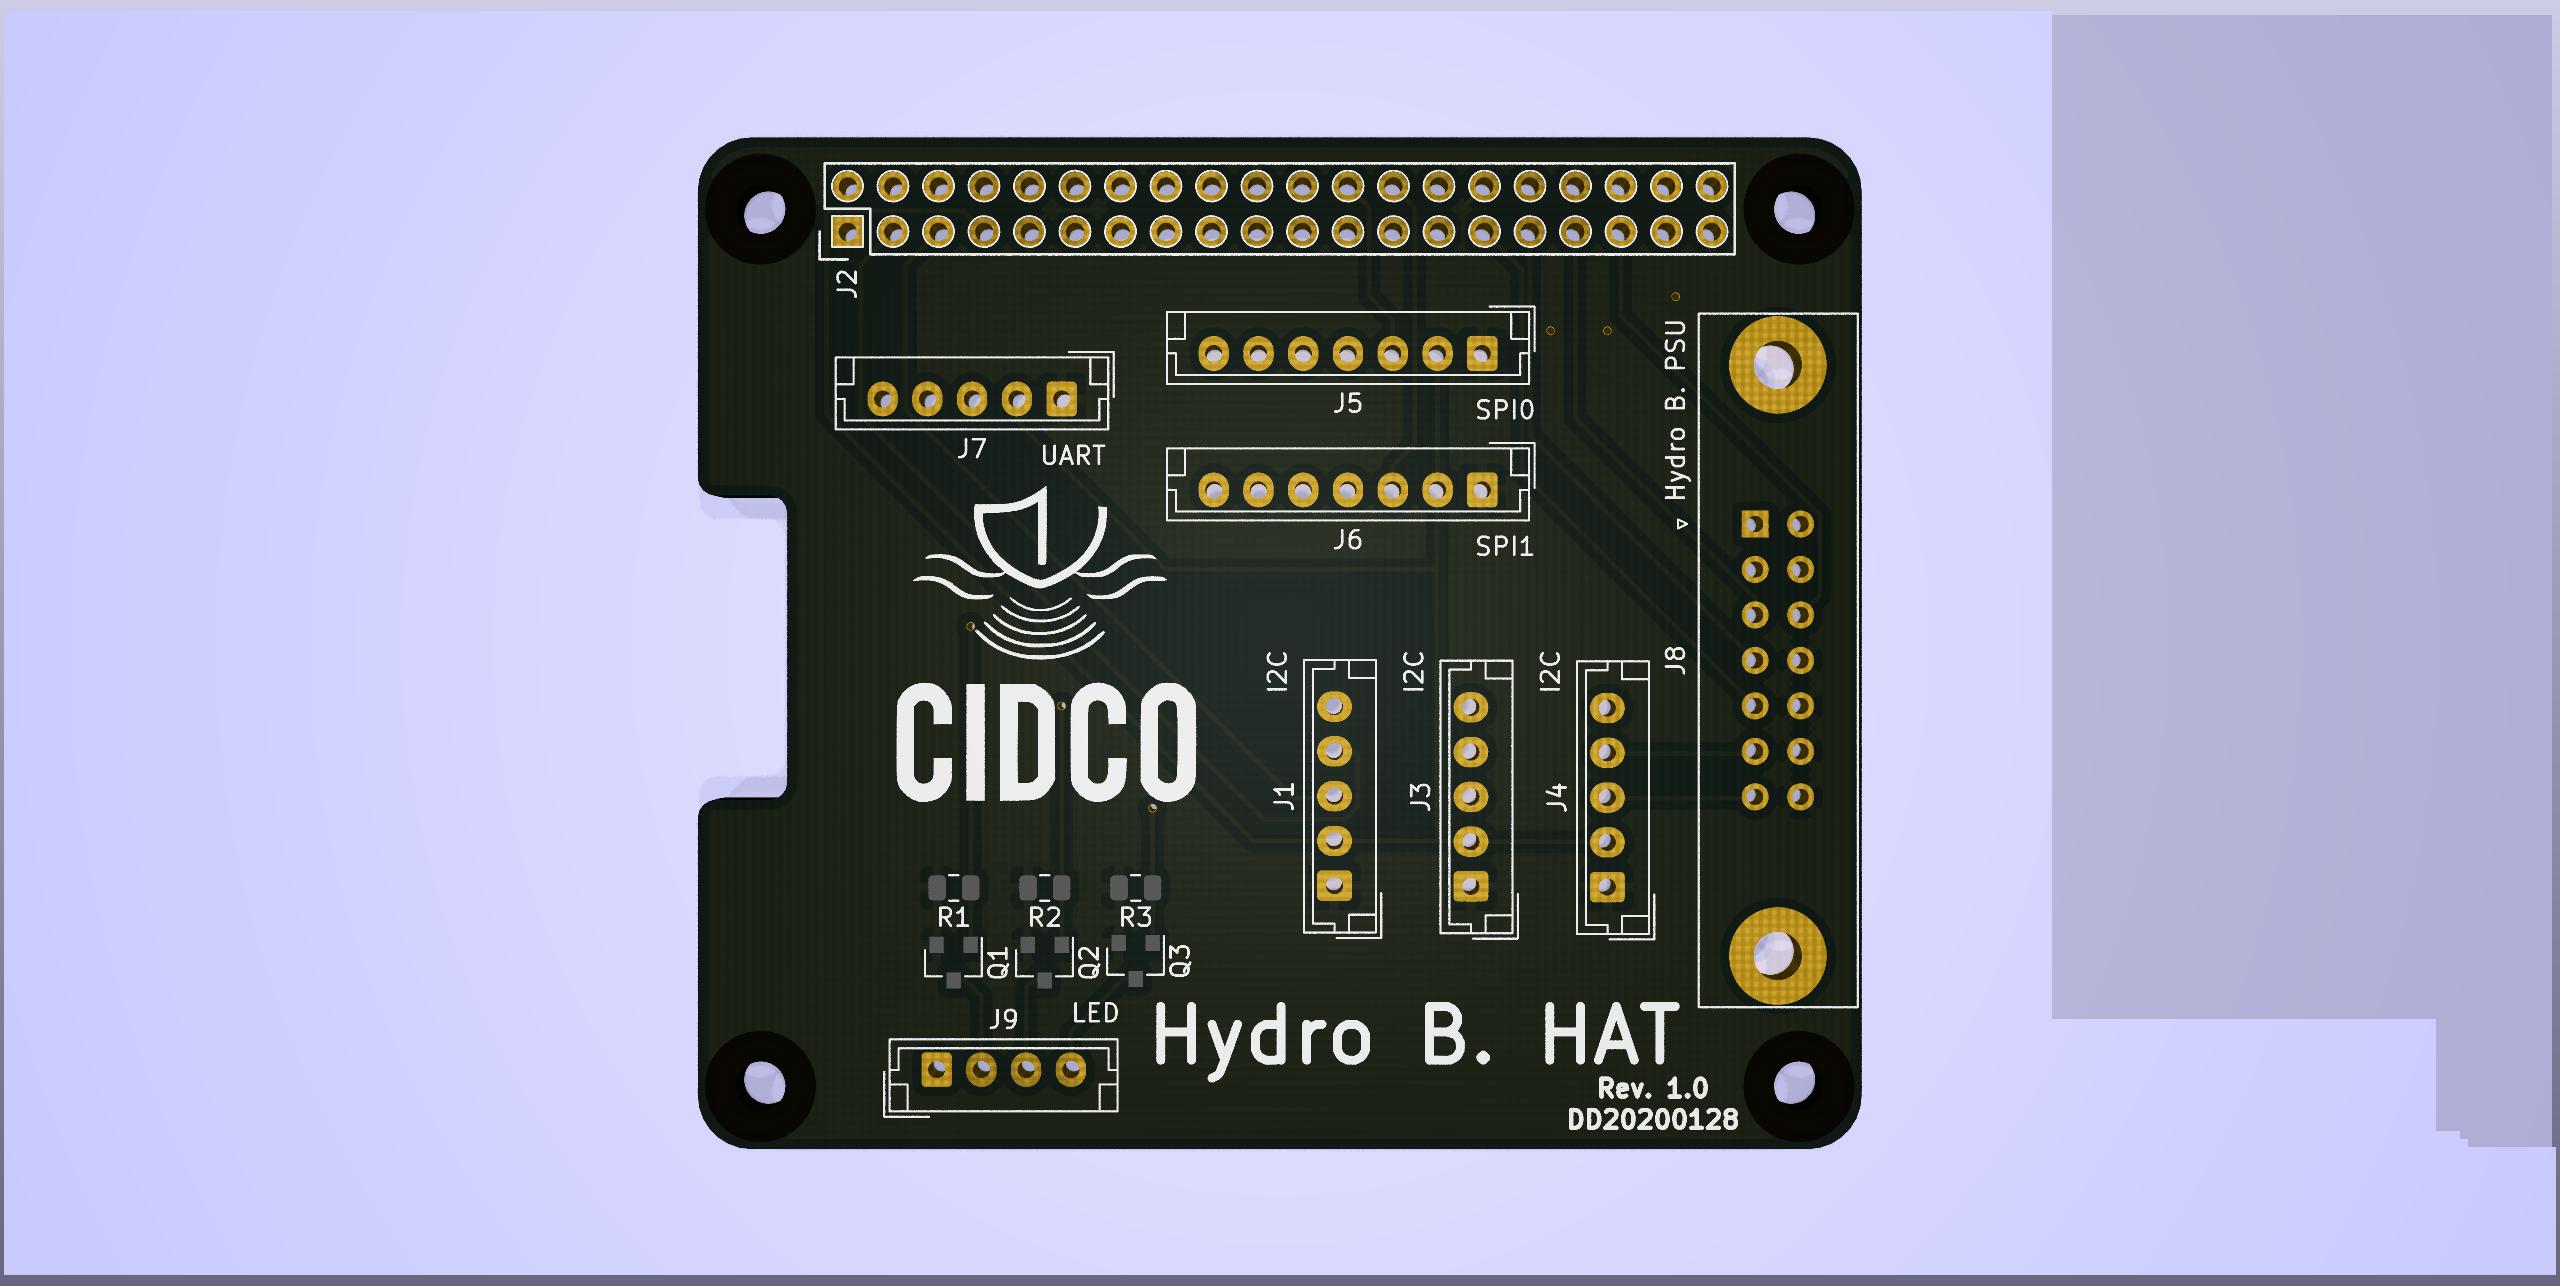 J2
J5
SPI0
J7
UART
▹ Hydro B. PSU
J6
SPI1
I2C
I2C
I2C
J8
CIDCO
J1
J3
J4
R1
R2
R3
Q1
Q2
Q3
LED
J9
Hydro B. HAT
Rev. 1.0
DD20200128